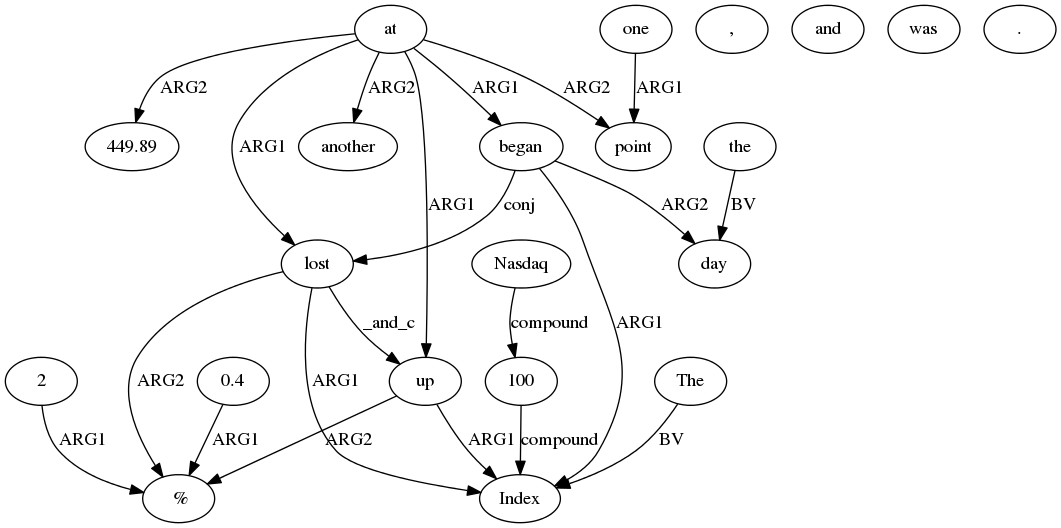 at one , and was .
ARG2 ARG2 ARG1 ARG2 ARG1
449.89 ARG1 another began point the
ARG1 conj ARG2 BV
lost Nasdaq day
_and_c compound ARG1
2 ARG2 0.4 ARG1 up 100 The
ARG1 ARG1 ARG2 ARG1 compound BV
% Index